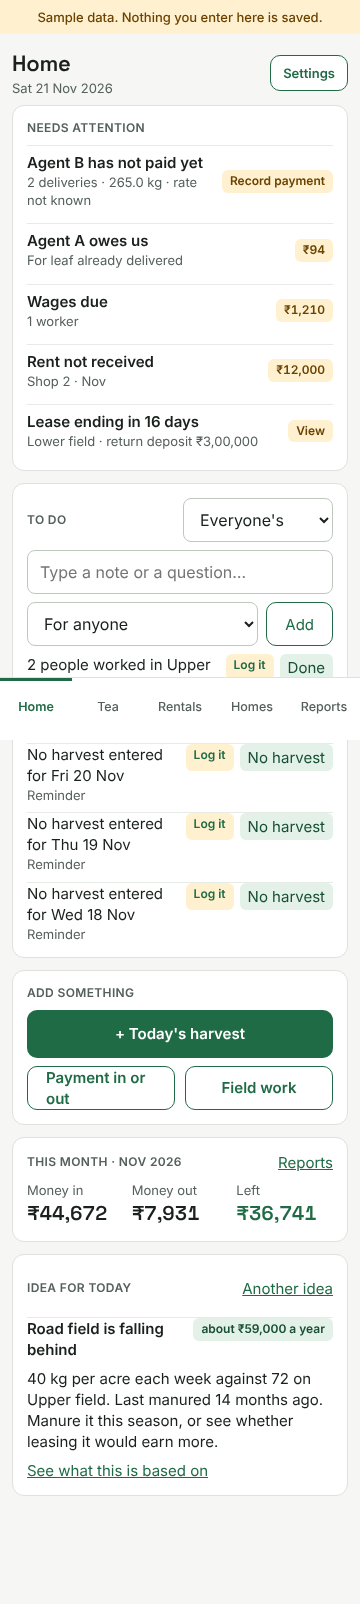 Sample data. Nothing you enter here is saved.
Home
Sat 21 Nov 2026
Settings
NEEDS ATTENTION
Agent B has not paid yet
2 deliveries · 265.0 kg · rate
not known
Record payment
Agent A owes us
For leaf already delivered
₹94
Wages due
1 worker
₹1,210
Rent not received
Shop 2 · Nov
₹12,000
Lease ending in 16 days
Lower field · return deposit ₹3,00,000
View
TO DO
Everyone's
Type a note or a question...
For anyone
Add
2 people worked in Upper
Log it
Done
Home
Tea
Rentals
Homes
Reports
No harvest entered
for Fri 20 Nov
Reminder
Log it
No harvest
No harvest entered
for Thu 19 Nov
Reminder
Log it
No harvest
No harvest entered
for Wed 18 Nov
Reminder
Log it
No harvest
ADD SOMETHING
+ Today's harvest
Payment in or
out
Field work
THIS MONTH · NOV 2026
Reports
Money in
Money out
Left
₹44,672
₹7,931
₹36,741
IDEA FOR TODAY
Another idea
Road field is falling
behind
about ₹59,000 a year
40 kg per acre each week against 72 on
Upper field. Last manured 14 months ago.
Manure it this season, or see whether
leasing it would earn more.
See what this is based on